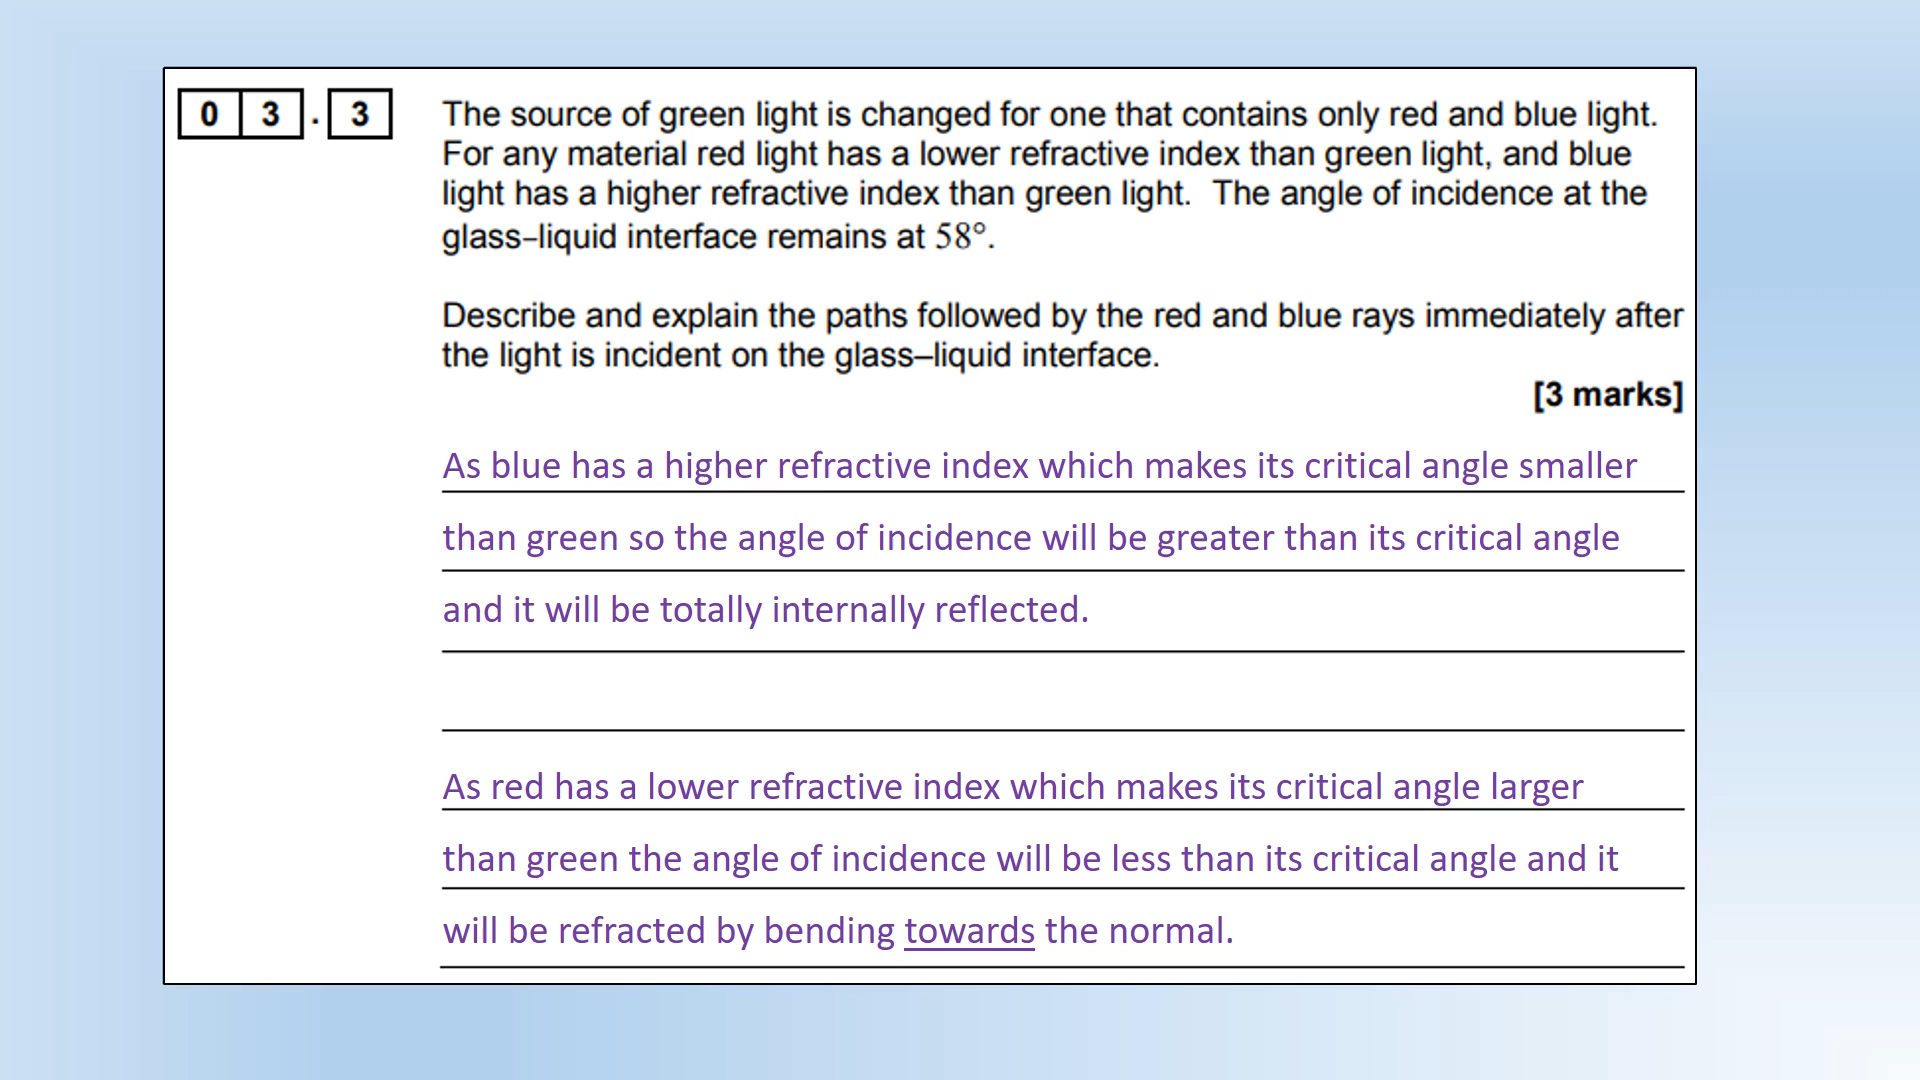 03.3
The source of green light is changed for one that contains only red and blue light.
For any material red light has a lower refractive index than green light, and blue
light has a higher refractive index than green light. The angle of incidence at the
glass–liquid interface remains at 58°.
Describe and explain the paths followed by the red and blue rays immediately after
the light is incident on the glass–liquid interface.
[3 marks]
As blue has a higher refractive index which makes its critical angle smaller
than green so the angle of incidence will be greater than its critical angle
and it will be totally internally reflected.
As red has a lower refractive index which makes its critical angle larger
than green the angle of incidence will be less than its critical angle and it
will be refracted by bending towards the normal.